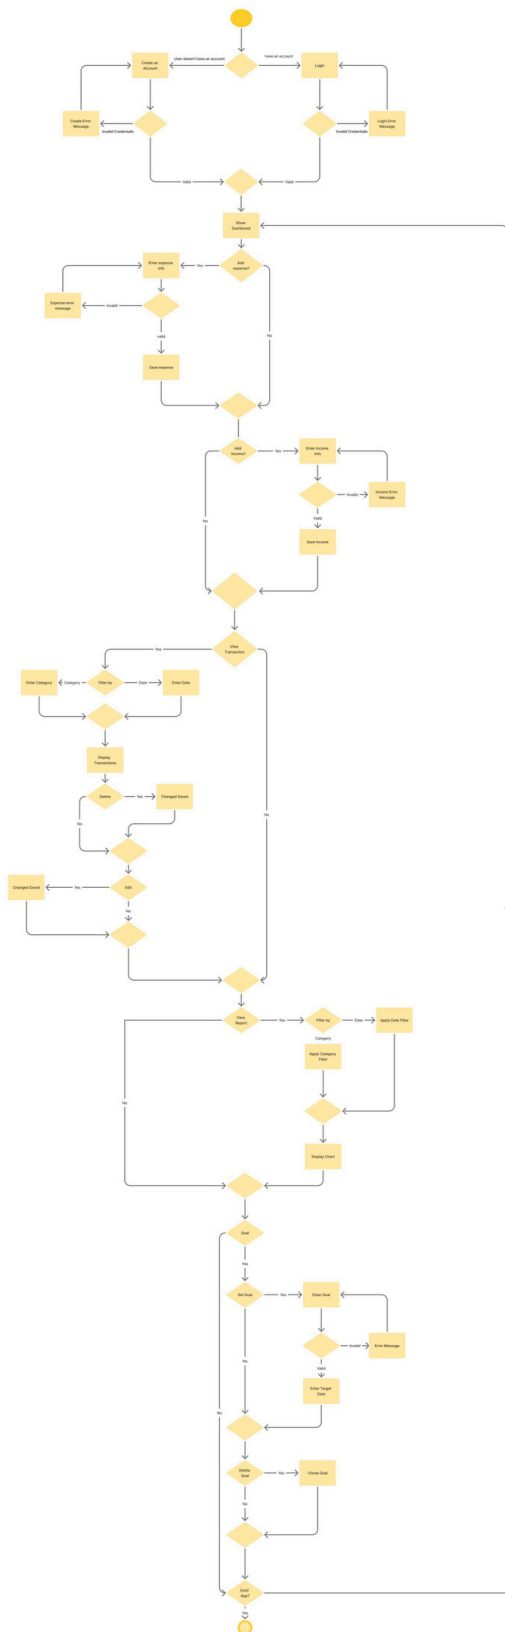 User doesn't have an account
have an account
Create an
Account
Login
Create Error
Message
Invalid Credentials
Invalid Credentials
Login Error
Message
Valid
Valid
Show
Dashborad
Enter expense
info
Yes
Add
expense?
Expense error
message
Invalid
valid
No
Save expense
Add
Income?
Yes
Enter Income
Info
Invalid
Income Error
Message
No
Valid
Save Income
View
Transaction
Yes
Enter Category
Category
Filter by
Date
Enter Date
Display
Transactions
Delete
Yes
Changed Saved
No
No
Changed Saved
Yes
Edit
No
View
Report
Yes
Filter by
Date
Apply Date Filter
Category
Apply Category
Filter
No
Display Chart
Goal
Yes
Set Goal
Yes
Enter Goal
Invalid
Error Message
No
Valid
Enter Target
Date
No
Delete
Goal
Yes
Chose Goal
No
Exist
App?
Yes